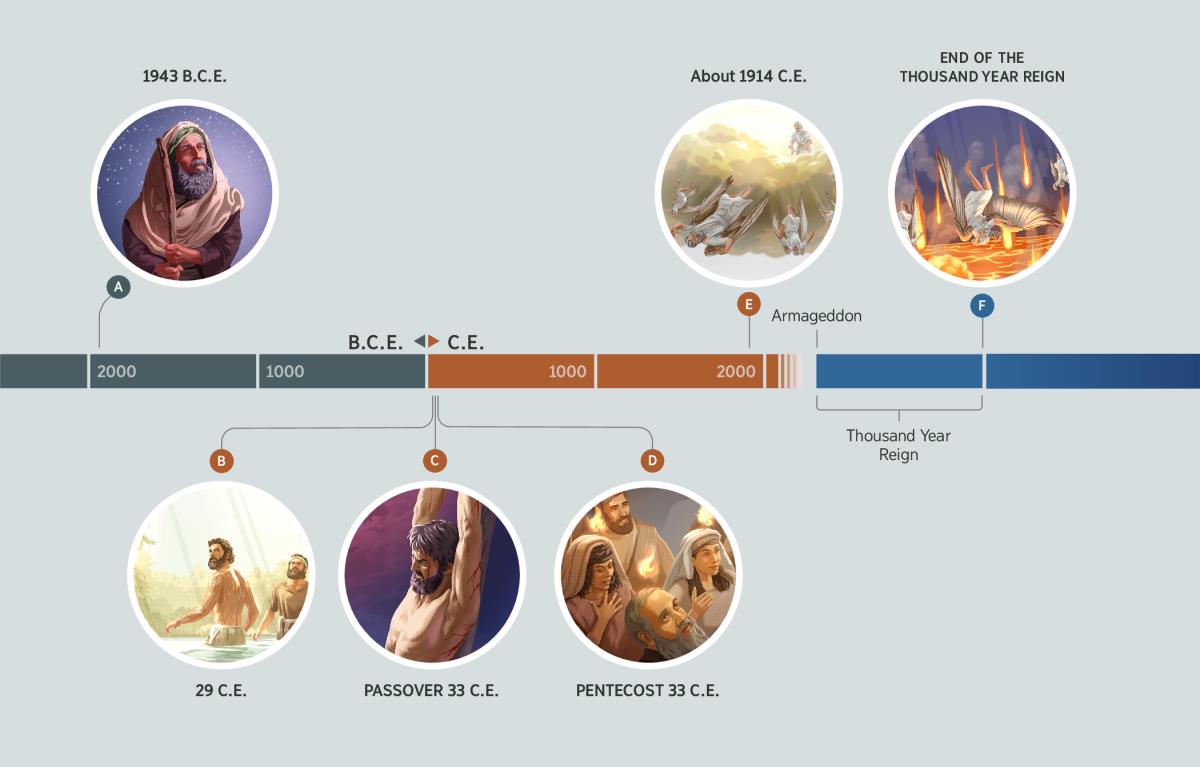 1943 B.C.E.
About 1914 C.E.
END OF THE
THOUSAND YEAR REIGN
A
E
F
Armageddon
B.C.E. C.E.
2000 1000 1000 2000
Thousand Year
Reign
B
C
D
29 C.E.
PASSOVER 33 C.E.
PENTECOST 33 C.E.